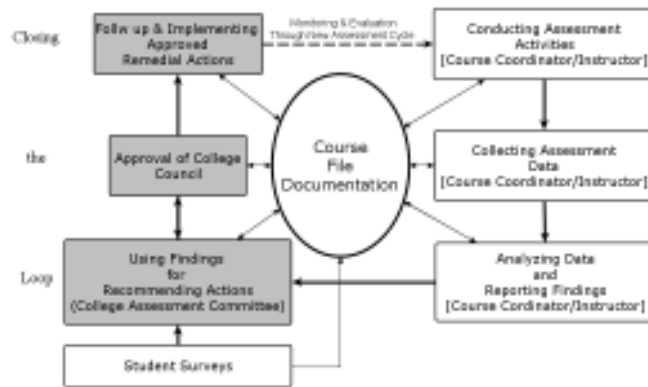 Closing
Follw up & Implementing
Approved
Remedial Actions
Monitoring & Evaluation
Through New Assessment Cycle
Conducting Assessment
Activities
[Course Coordinator/Instructor]
the
Approval of College
Council
Course
File
Documentation
Collecting Assessment
Data
[Course Coordinator/Instructor]
Loop
Using Findings
for
Recommending Actions
(College Assessment Committee)
Analyzing Data
and
Reporting Findings
[Course Cordinator/Instructor]
Student Surveys